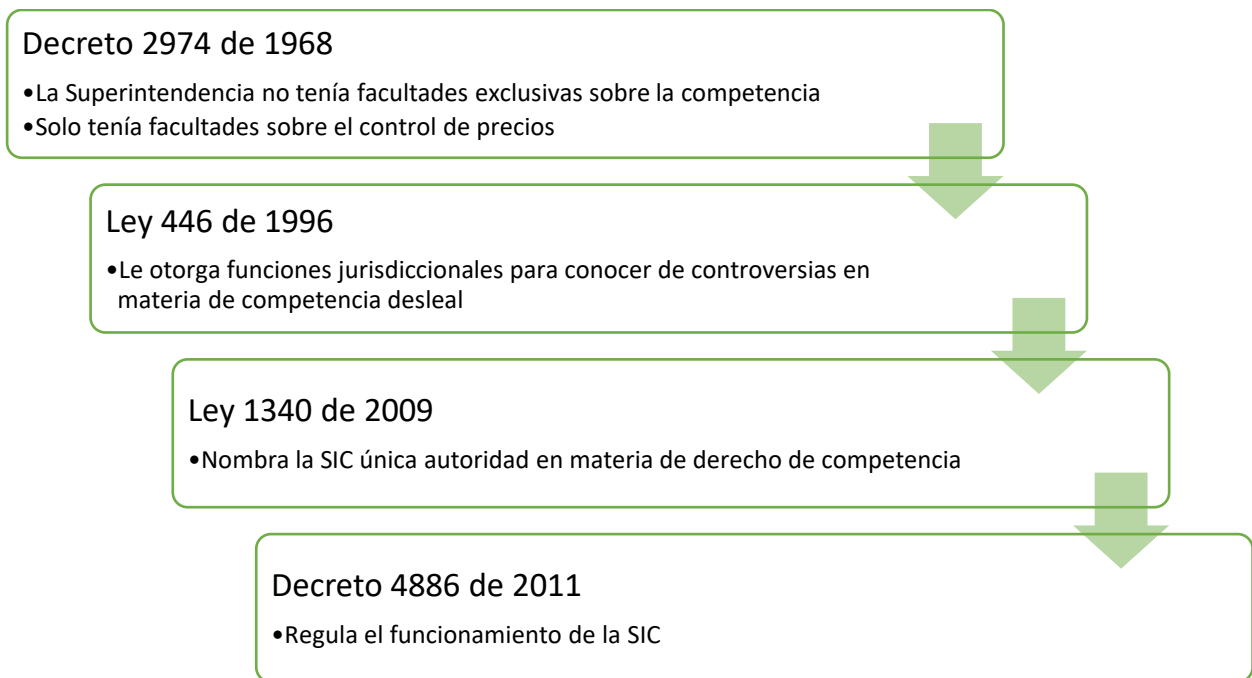 Decreto 2974 de 1968
•La Superintendencia no tenía facultades exclusivas sobre la competencia
•Solo tenía facultades sobre el control de precios
Ley 446 de 1996
•Le otorga funciones jurisdiccionales para conocer de controversias en
materia de competencia desleal
Ley 1340 de 2009
•Nombra la SIC única autoridad en materia de derecho de competencia
Decreto 4886 de 2011
•Regula el funcionamiento de la SIC